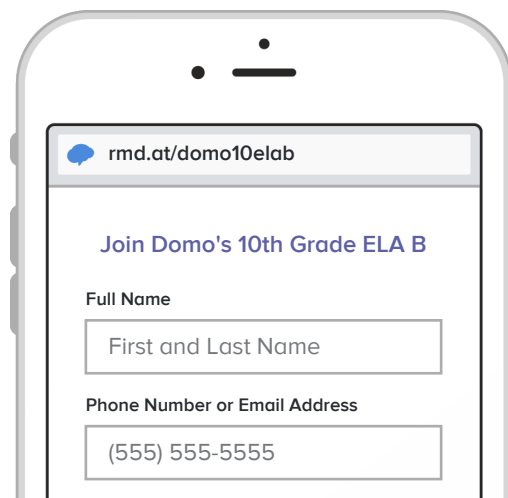 rmd.at/domo10elab
Join Domo's 10th Grade ELA B
Full Name
First and Last Name
Phone Number or Email Address
(555) 555-5555